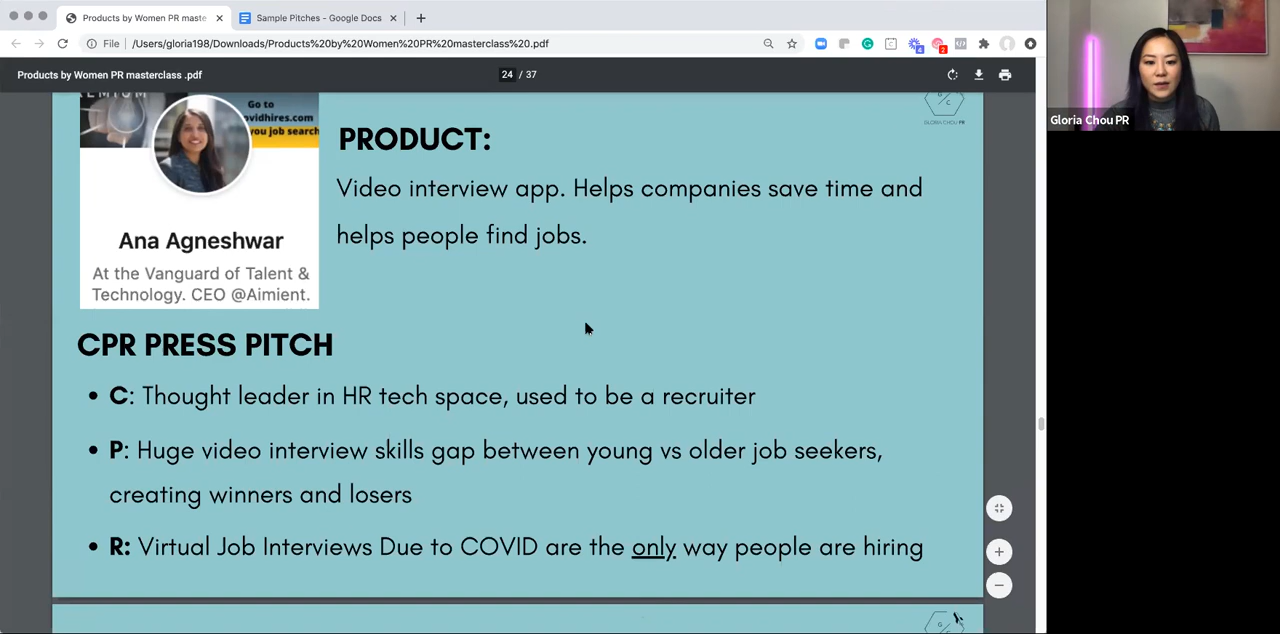 Products by Women PR maste
Sample Pitches - Google Docs
File
/Users/gloria198/Downloads/Products%20by%20Women%20PR%20masterclass%20.pdf
4
2
Products by Women PR masterclass .pdf
24 / 37
Go to
vidhires.com
you job search
GLORIA CHOU PR
PRODUCT:
Video interview app. Helps companies save time and
helps people find jobs.
Ana Agneshwar
At the Vanguard of Talent &
Technology. CEO @Aimient.
CPR PRESS PITCH
• C: Thought leader in HR tech space, used to be a recruiter
• P: Huge video interview skills gap between young vs older job seekers,
creating winners and losers
• R: Virtual Job Interviews Due to COVID are the only way people are hiring
Gloria Chou PR